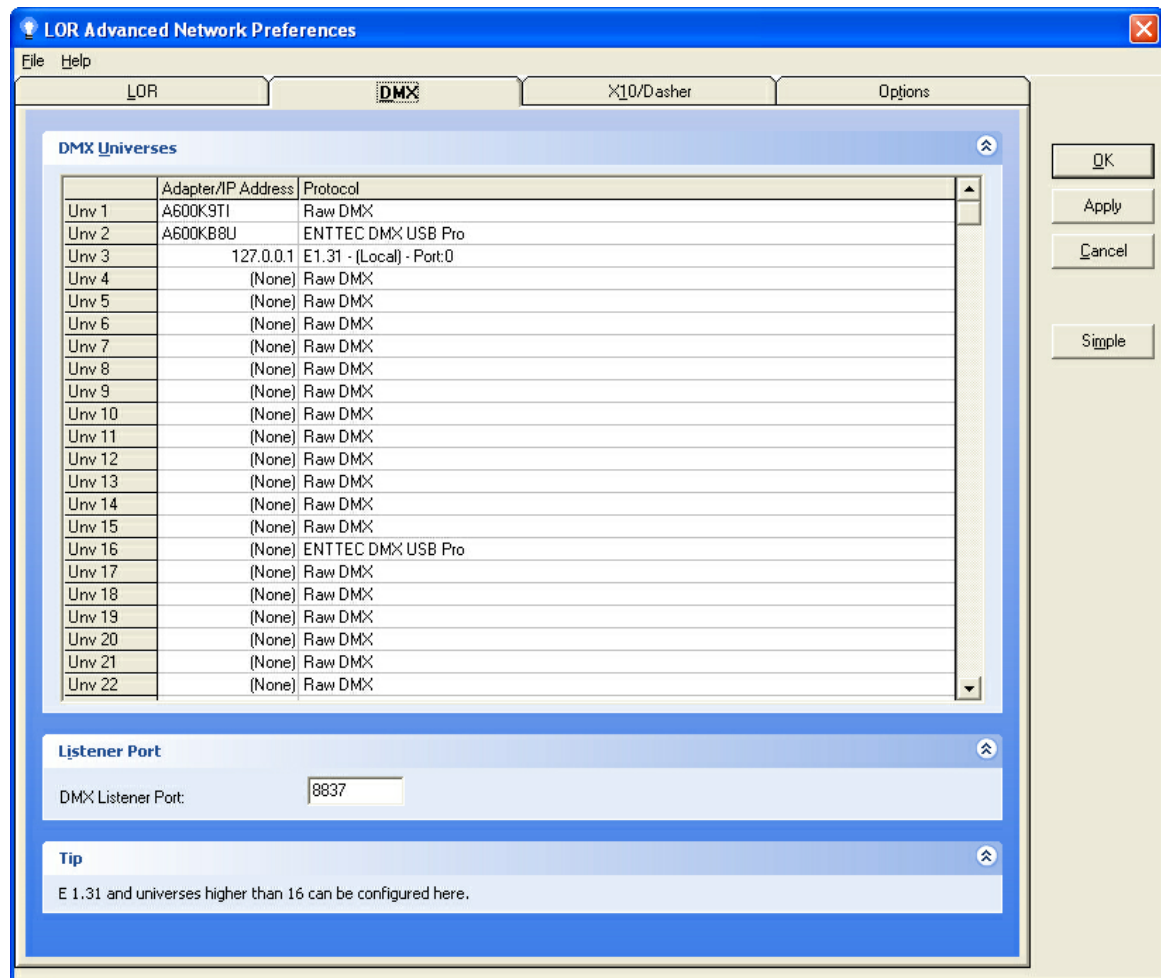 LOR Advanced Network Preferences
File Help
LOR DMX X10/Dasher Options
DMX Universes
OK
Apply
Cancel
Simple
Adapter/IP Address Protocol
Unv 1 A600K9TI Raw DMX
Unv 2 A600KB8U ENTTEC DMX USB Pro
Unv 3 127.0.0.1 E1.31 - (Local) - Port:0
Unv 4 (None) Raw DMX
Unv 5 (None) Raw DMX
Unv 6 (None) Raw DMX
Unv 7 (None) Raw DMX
Unv 8 (None) Raw DMX
Unv 9 (None) Raw DMX
Unv 10 (None) Raw DMX
Unv 11 (None) Raw DMX
Unv 12 (None) Raw DMX
Unv 13 (None) Raw DMX
Unv 14 (None) Raw DMX
Unv 15 (None) Raw DMX
Unv 16 (None) ENTTEC DMX USB Pro
Unv 17 (None) Raw DMX
Unv 18 (None) Raw DMX
Unv 19 (None) Raw DMX
Unv 20 (None) Raw DMX
Unv 21 (None) Raw DMX
Unv 22 (None) Raw DMX
Listener Port
DMX Listener Port: 8837
Tip
E 1.31 and universes higher than 16 can be configured here.